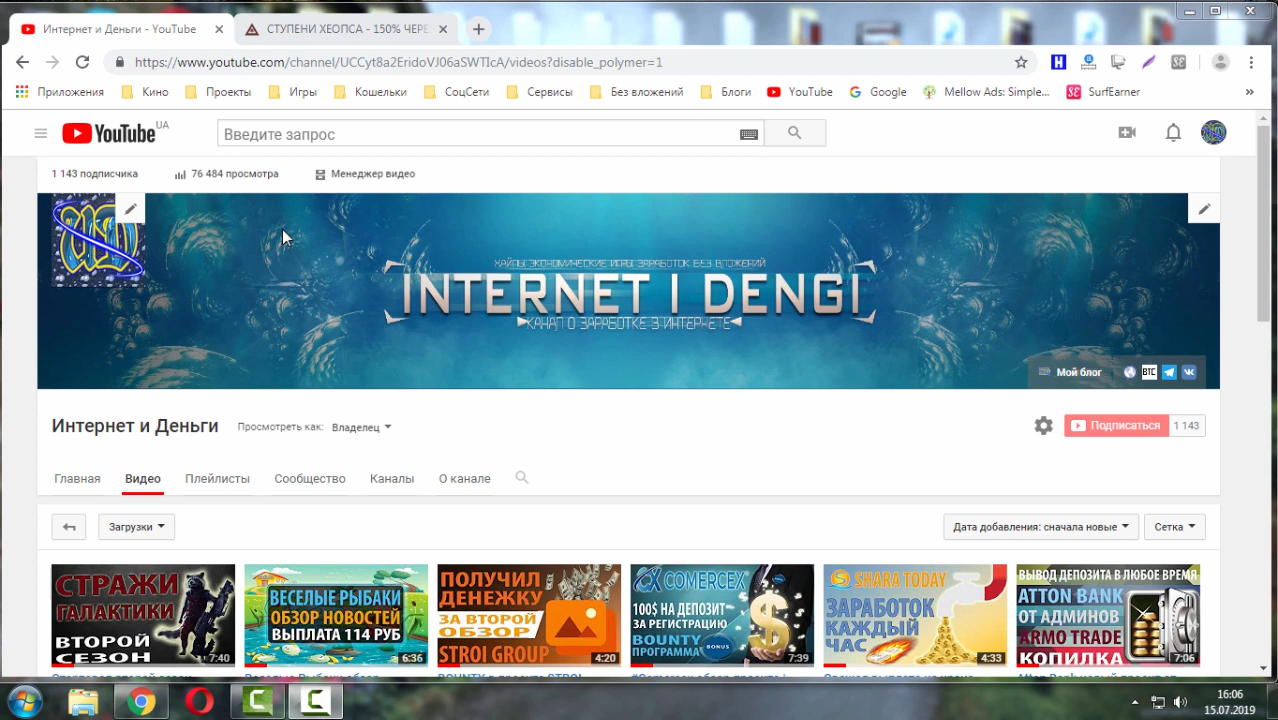 Интернет и Деньги - YouTube
СТУПЕНИ ХЕОПСА - 150% ЧЕРЕ
https://www.youtube.com/channel/UCCyt8a2EridoVJ06aSWTIcA/videos?disable_polymer=1
Приложения Кино Проекты Игры Кошельки СоцСети Сервисы Без вложений Блоги YouTube Google Mellow Ads: Simple... SurfEarner »
YouTube UA
Введите запрос
1 143 подписчика 76 484 просмотра Менеджер видео
ХАЙПЫ ЭКОНОМИЧЕСКИЕ ИГРЫ ЗАРАБОТОК БЕЗ ВЛОЖЕНИЙ
INTERNET I DENGI
КАНАЛ О ЗАРАБОТКЕ В ИНТЕРНЕТЕ
Мой блог BTC
Интернет и Деньги Просмотреть как: Владелец Подписаться 1 143
Главная Видео Плейлисты Сообщество Каналы О канале
Загрузки Дата добавления: сначала новые Сетка
СТРАЖИ
ГАЛАКТИКИ
ВТОРОЙ
СЕЗОН
7:40
ВЕСЕЛЫЕ РЫБАКИ
ОБЗОР НОВОСТЕЙ
ВЫПЛАТА 114 РУБ
6:36
ПОЛУЧИЛ
ДЕНЕЖКУ
ЗА ВТОРОЙ
ОБЗОР
STROI GROUP
4:20
COMERCEX
100$ НА ДЕПОЗИТ
ЗА РЕГИСТРАЦИЮ
BOUNTY
ПРОГРАММА
BONUS
7:39
SHARA TODAY
ЗАРАБОТОК
КАЖДЫЙ
ЧАС
4:33
ВЫВОД ДЕПОЗИТА В ЛЮБОЕ ВРЕМЯ
ATTON BANK
ОТ АДМИНОВ
ARMO TRADE
КОПИЛКА
7:06
16:06
15.07.2019